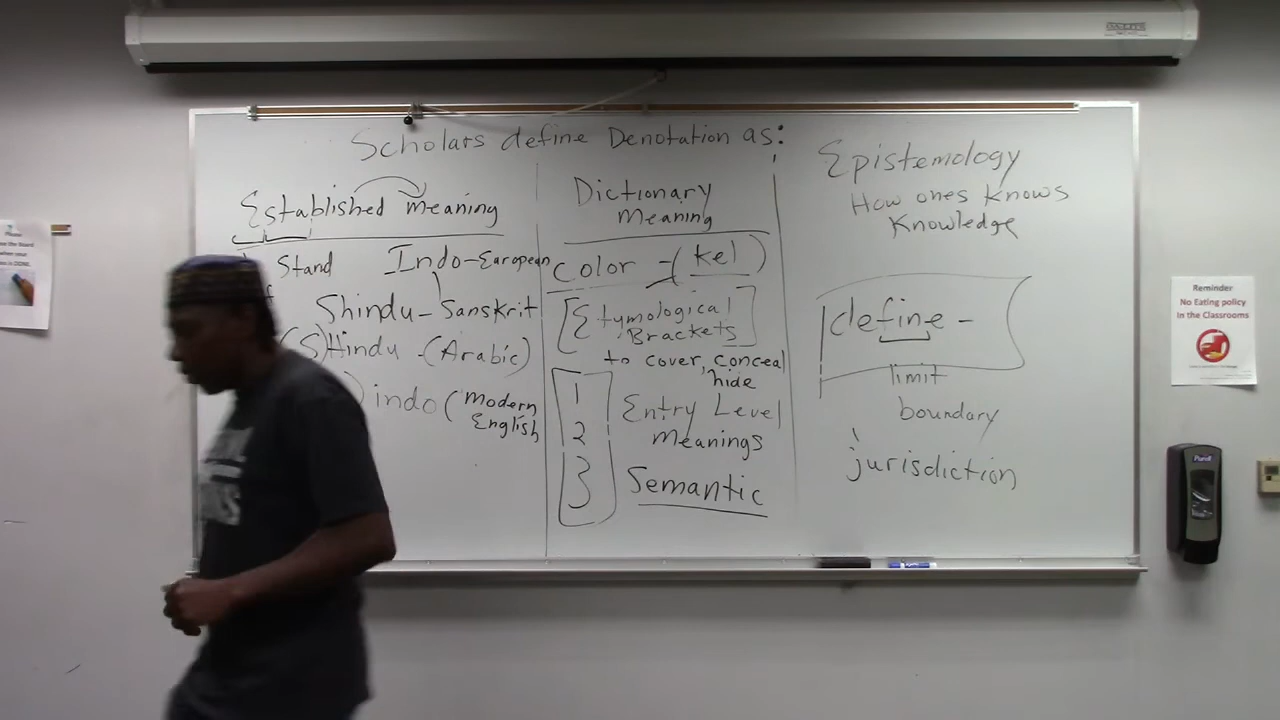 Scholars define Denotation as:
Established meaning
Stand
Indo-European
Shindu-Sanskrit
(S)Hindu-(Arabic)
) indo (Modern
English
Dictionary
Meaning
color - (kel)
[Etymological
Brackets]
to cover, conceal
hide
1
2
3
Entry Level
Meanings
Semantic
Epistemology
How ones knows
Knowledge
define -
limit
boundary
jurisdiction
Reminder
No Eating policy
In the Classrooms
Purell